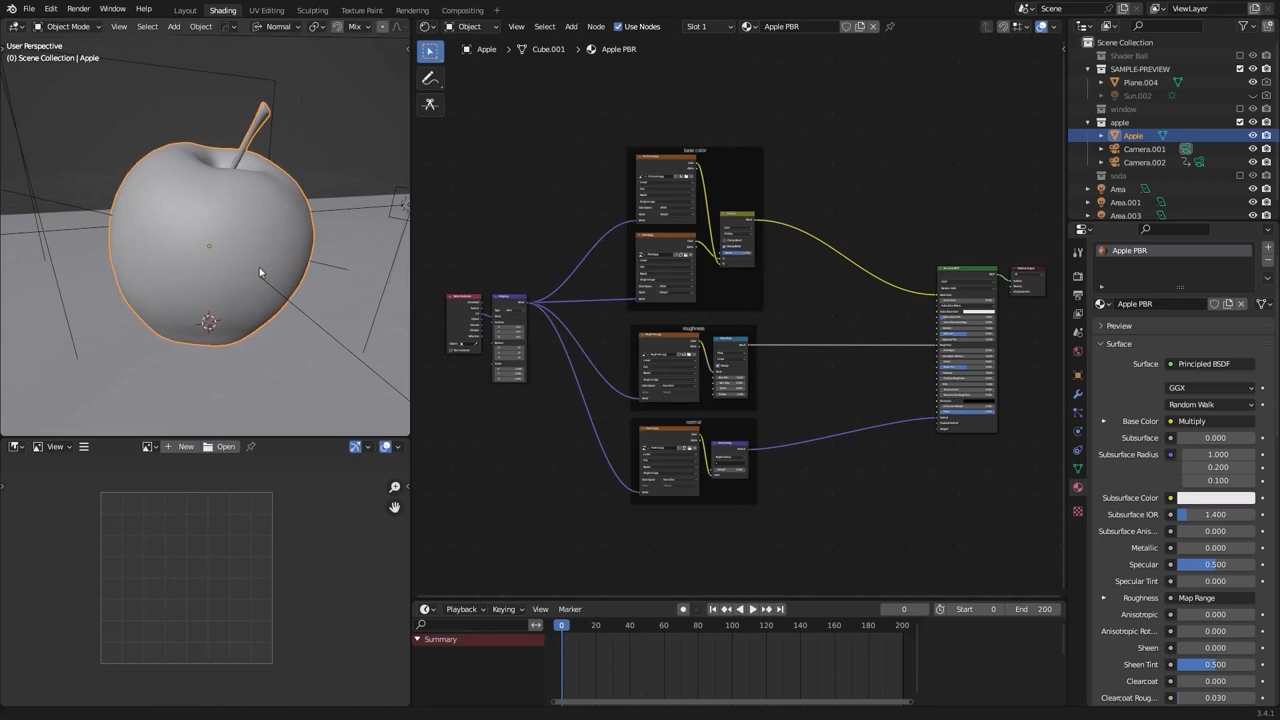 File Edit Render Window Help Layout Shading UV Editing Sculpting Texture Paint Rendering Compositing Scene ViewLayer
Object Mode View Select Add Object Normal Mix
Object View Select Add Node Use Nodes Slot 1 Apple PBR
User Perspective
(0) Scene Collection | Apple
Apple Cube.001 Apple PBR
Scene Collection
Shader Ball
SAMPLE-PREVIEW
Plane.004
Sun.002
window
apple
Apple
Camera.001
Camera.002
soda
Area
Area.001
Area.003
base color
roughness
normal
Apple PBR
Apple PBR
Preview
Surface
Surface Principled BSDF
GGX
Random Walk
Base Color Multiply
Subsurface 0.000
Subsurface Radius 1.000
0.200
0.100
Subsurface Color
Subsurface IOR 1.400
Subsurface Anis... 0.000
Metallic 0.000
Specular 0.500
Specular Tint 0.000
Roughness Map Range
Anisotropic 0.000
Anisotropic Rot... 0.000
Sheen 0.000
Sheen Tint 0.500
Clearcoat 0.000
Clearcoat Roug... 0.030
View New Open
Playback Keying View Marker 0 Start 0 End 200
0 20 40 60 80 100 120 140 160 180 200
Summary
3.4.1